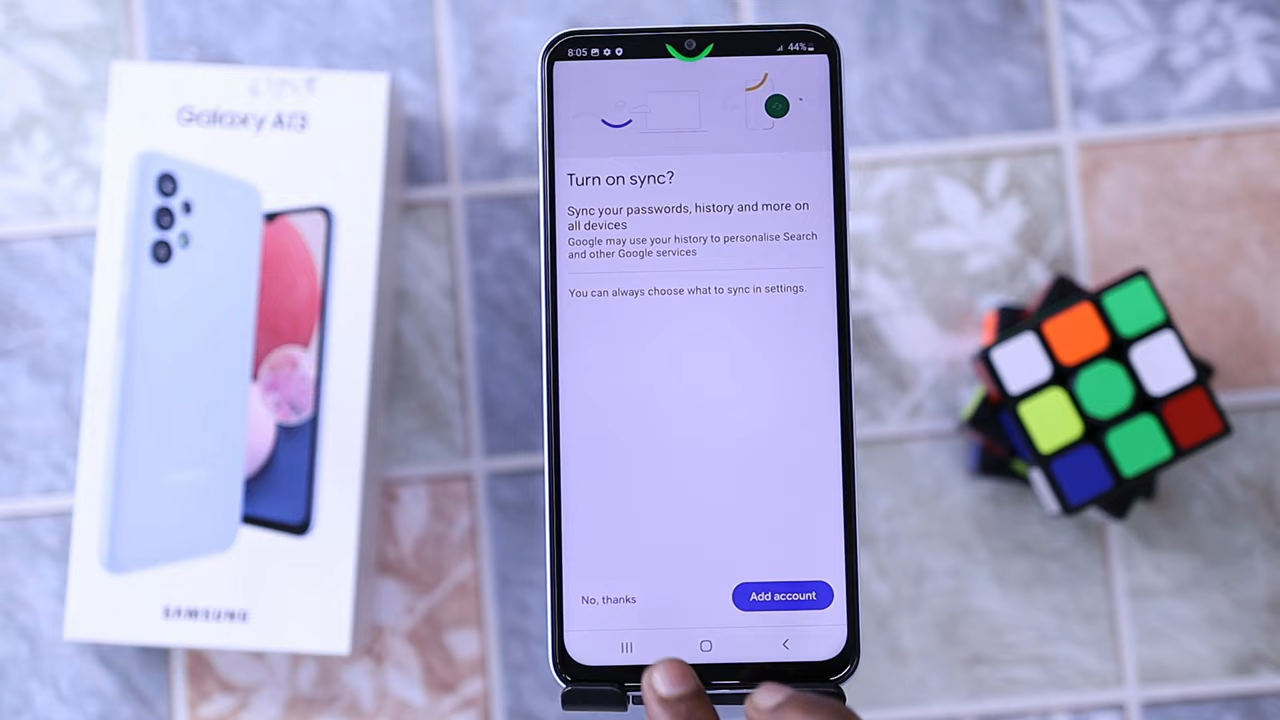 Galaxy A13
SAMSUNG
8:05
44%
Turn on sync?
Sync your passwords, history and more on
all devices
Google may use your history to personalise Search
and other Google services
You can always choose what to sync in settings.
No, thanks
Add account